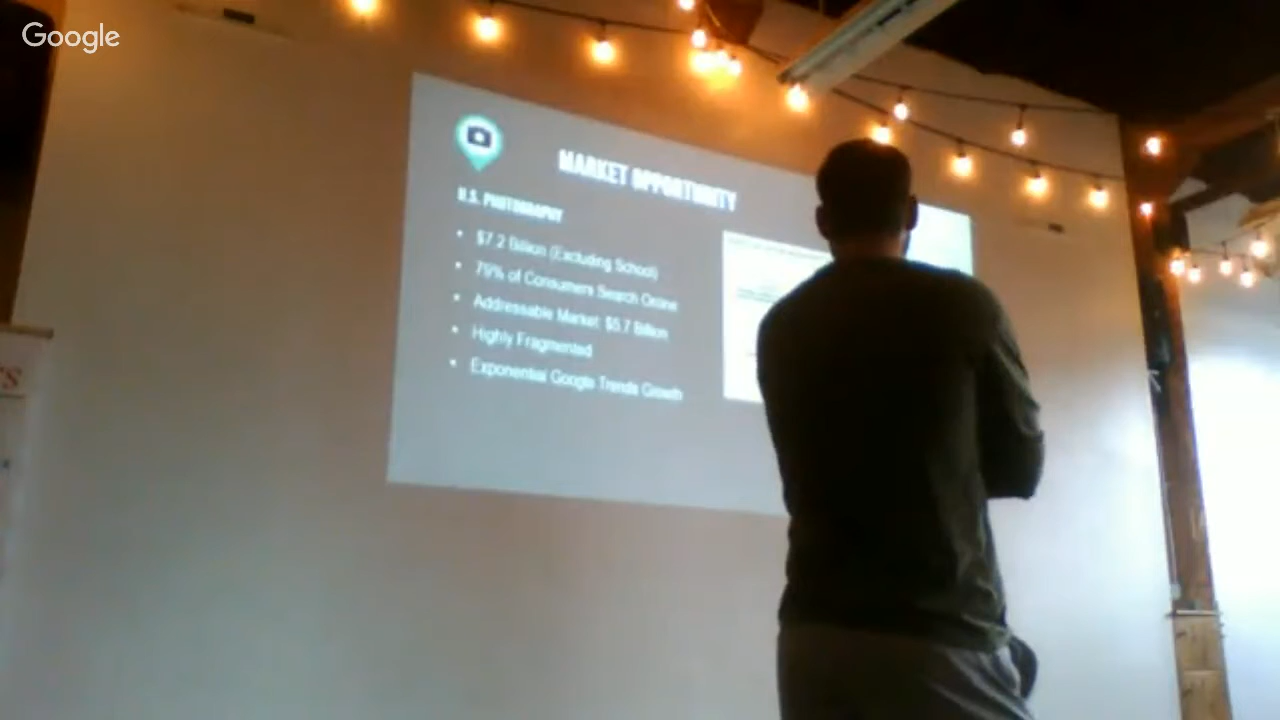 Google
MARKET OPPORTUNITY
U.S. PHOTOGRAPHY
• $7.2 Billion (Excluding School)
• 79% of Consumers Search Online
• Addressable Market: $5.7 Billion
• Highly Fragmented
• Exponential Google Trends Growth